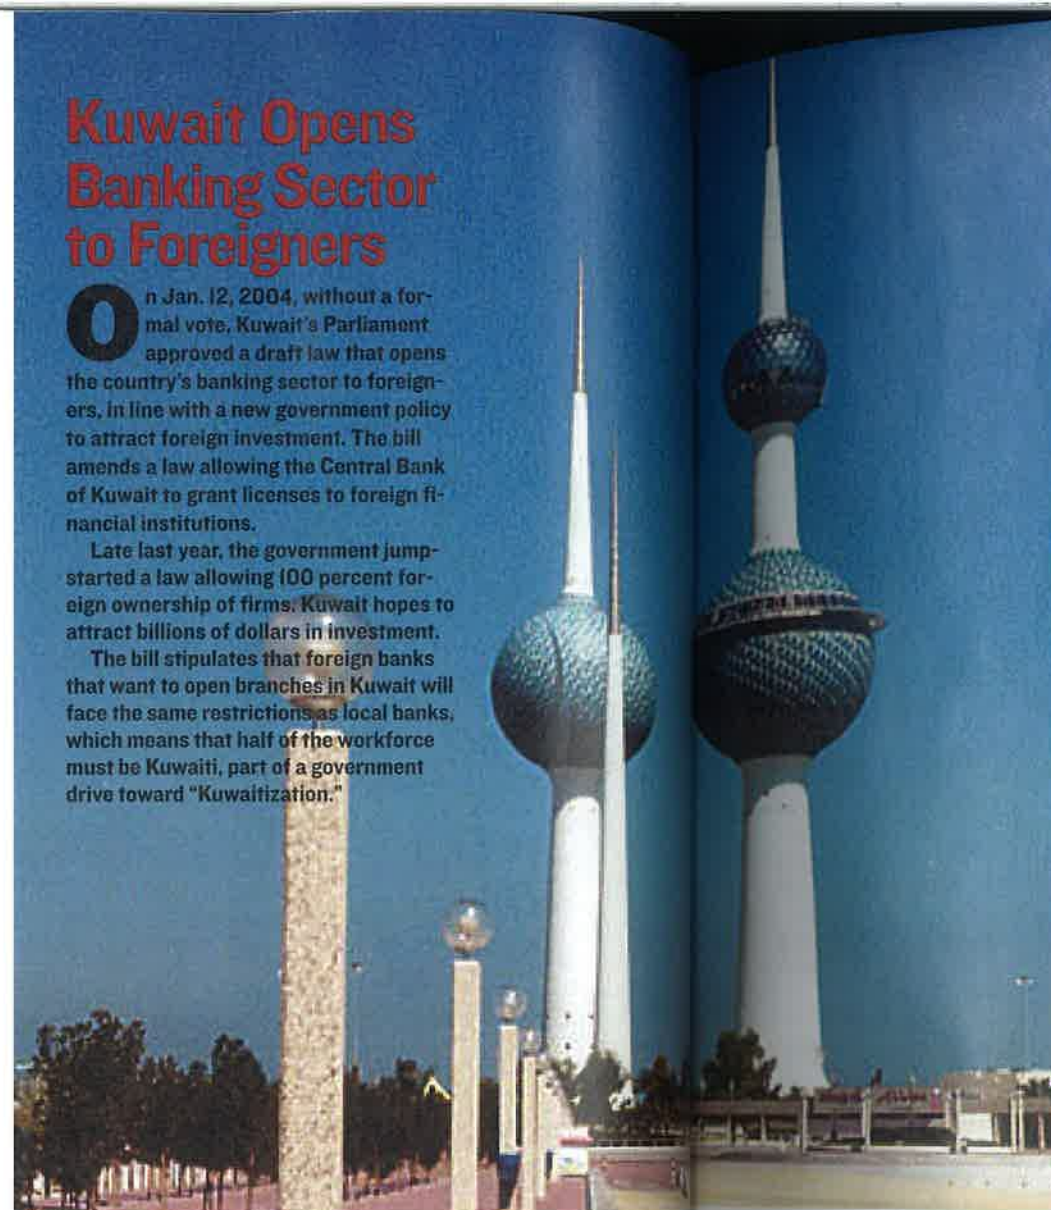 Kuwait Opens
Banking Sector
to Foreigners
On Jan. 12, 2004, without a for-
mal vote, Kuwait's Parliament
approved a draft law that opens
the country's banking sector to foreign-
ers, in line with a new government policy
to attract foreign investment. The bill
amends a law allowing the Central Bank
of Kuwait to grant licenses to foreign fi-
nancial institutions.
Late last year, the government jump-
started a law allowing 100 percent for-
eign ownership of firms. Kuwait hopes to
attract billions of dollars in investment.
The bill stipulates that foreign banks
that want to open branches in Kuwait will
face the same restrictions as local banks,
which means that half of the workforce
must be Kuwaiti, part of a government
drive toward "Kuwaitization."